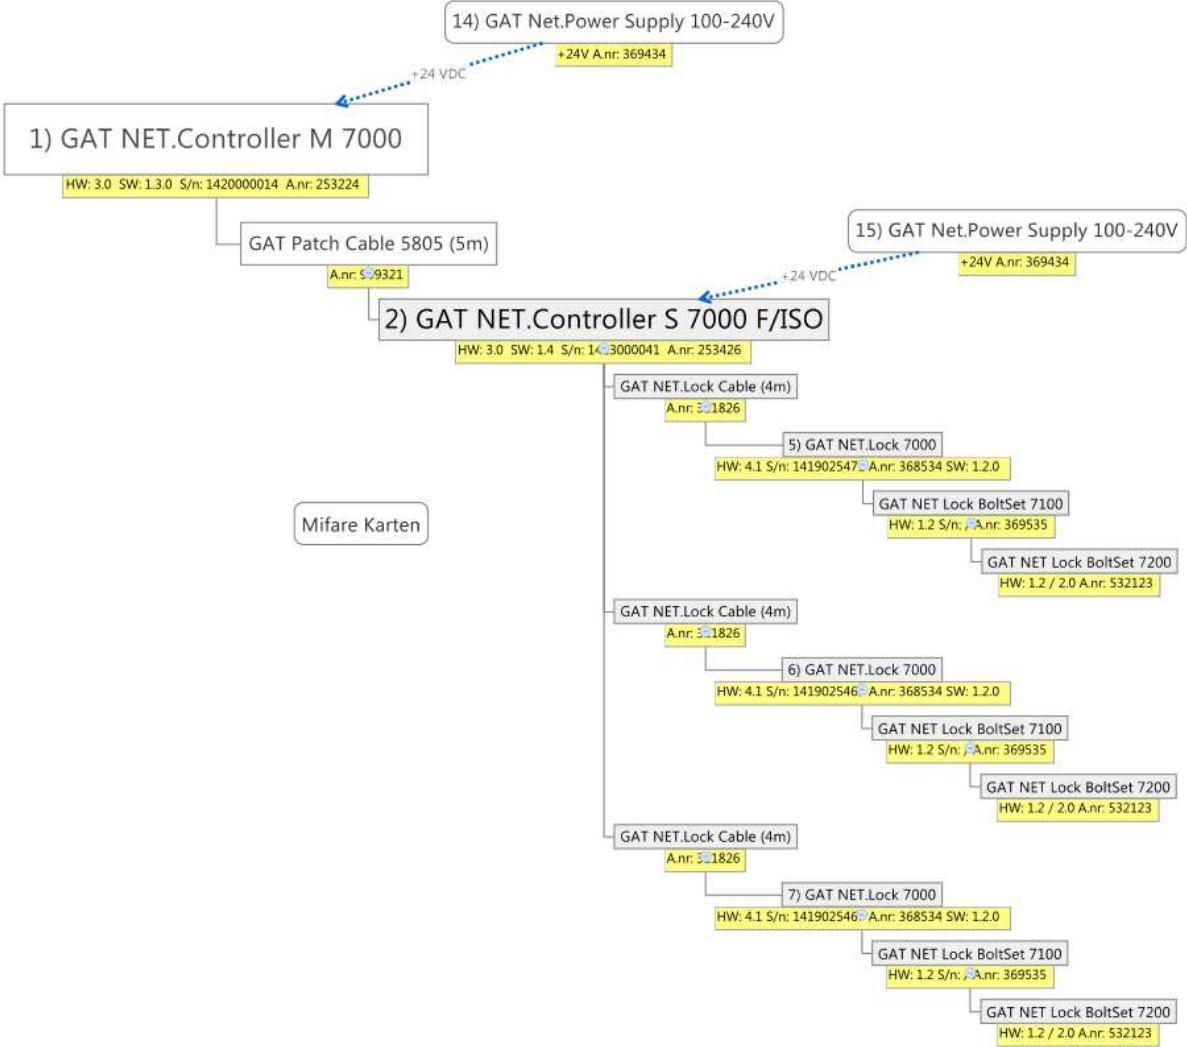 14) GAT Net.Power Supply 100-240V
+24V A.nr: 369434
+24 VDC
1) GAT NET.Controller M 7000
HW: 3.0 SW: 1.3.0 S/n: 1420000014 A.nr: 253224
15) GAT Net.Power Supply 100-240V
+24V A.nr: 369434
GAT Patch Cable 5805 (5m)
A.nr:
+24 VDC
2) GAT NET.Controller S 7000 F/ISO
HW: 3.0 SW: 1.4 S/n: A.nr: 253426
GAT NET.Lock Cable (4m)
A.nr:
5) GAT NET.Lock 7000
HW: 4.1 S/n: A.nr: 368534 SW: 1.2.0
GAT NET Lock BoltSet 7100
HW: 1.2 S/n: A.nr: 369535
GAT NET Lock BoltSet 7200
HW: 1.2 / 2.0 A.nr: 532123
Mifare Karten
GAT NET.Lock Cable (4m)
A.nr:
6) GAT NET.Lock 7000
HW: 4.1 S/n: A.nr: 368534 SW: 1.2.0
GAT NET Lock BoltSet 7100
HW: 1.2 S/n: A.nr: 369535
GAT NET Lock BoltSet 7200
HW: 1.2 / 2.0 A.nr: 532123
GAT NET.Lock Cable (4m)
A.nr:
7) GAT NET.Lock 7000
HW: 4.1 S/n: A.nr: 368534 SW: 1.2.0
GAT NET Lock BoltSet 7100
HW: 1.2 S/n: A.nr: 369535
GAT NET Lock BoltSet 7200
HW: 1.2 / 2.0 A.nr: 532123